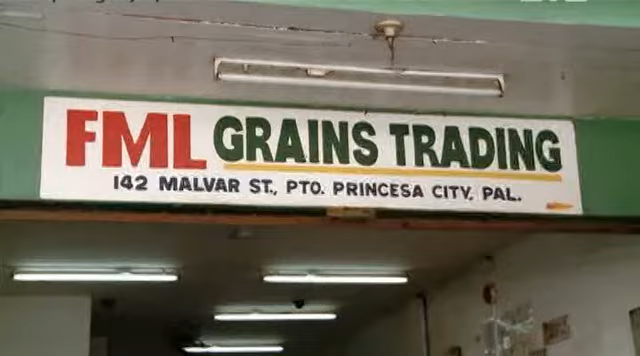 FML GRAINS TRADING
142 MALVAR ST., PTO. PRINCESA CITY, PAL.